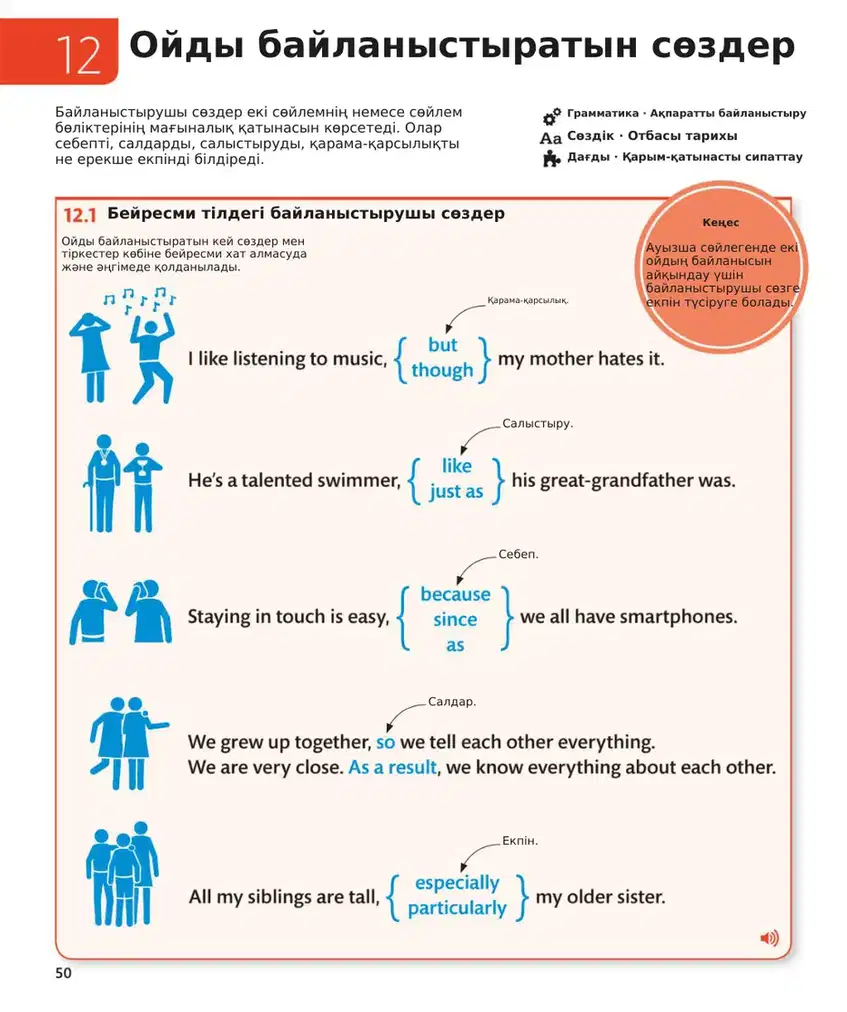 12
Ойды байланыстыратын сөздер
Байланыстырушы сөздер екі сөйлемнің немесе сөйлем
бөліктерінің мағыналық қатынасын көрсетеді. Олар
себепті, салдарды, салыстыруды, қарама-қарсылықты
не ерекше екпінді білдіреді.
Грамматика · Ақпаратты байланыстыру
Aa Сөздік · Отбасы тарихы
Дағды · Қарым-қатынасты сипаттау
12.1 Бейресми тілдегі байланыстырушы сөздер
Ойды байланыстыратын кей сөздер мен
тіркестер көбіне бейресми хат алмасуда
және әңгімеде қолданылады.
Кеңес
Ауызша сөйлегенде екі
ойдың байланысын
айқындау үшін
байланыстырушы сөзге
екпін түсіруге болады.
Қарама-қарсылық.
I like listening to music, { but though } my mother hates it.
Салыстыру.
He's a talented swimmer, { like just as } his great-grandfather was.
Себеп.
Staying in touch is easy, { because since as } we all have smartphones.
Салдар.
We grew up together, so we tell each other everything.
We are very close. As a result, we know everything about each other.
Екпін.
All my siblings are tall, { especially particularly } my older sister.
50